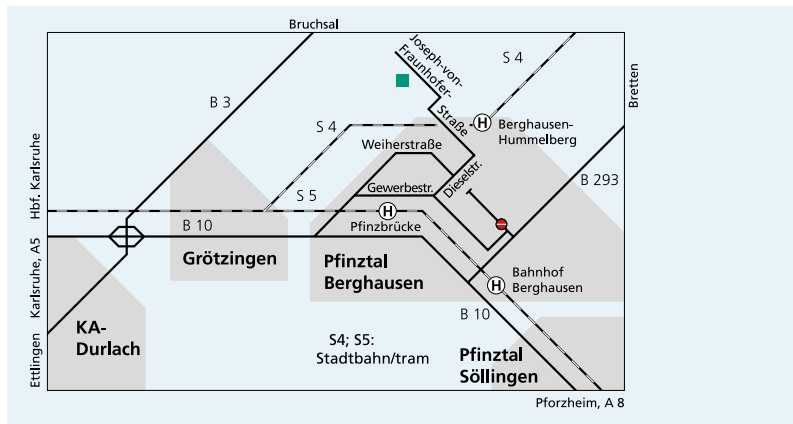 Bruchsal
Joseph-von-
Fraunhofer-
Straße
S 4
Bretten
B 3
S 4
H
Berghausen-
Hummelberg
Weiherstraße
Hbf. Karlsruhe
Gewerbestr.
Dieselstr.
B 293
S 5
H
B 10
Pfinzbrücke
Grötzingen
Pfinztal
Berghausen
Karlsruhe, A5
H
Bahnhof
Berghausen
B 10
KA-
Durlach
S4; S5:
Stadtbahn/tram
Pfinztal
Söllingen
Ettlingen
Pforzheim, A 8